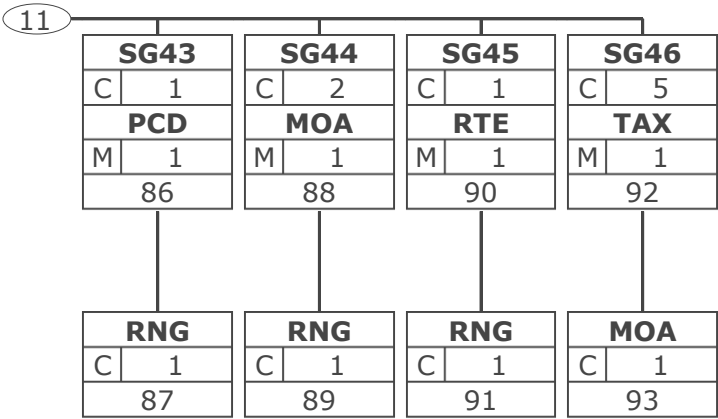 11
SG43 SG44 SG45 SG46
C 1 C 2 C 1 C 5
PCD MOA RTE TAX
M 1 M 1 M 1 M 1
86 88 90 92
RNG RNG RNG MOA
C 1 C 1 C 1 C 1
87 89 91 93